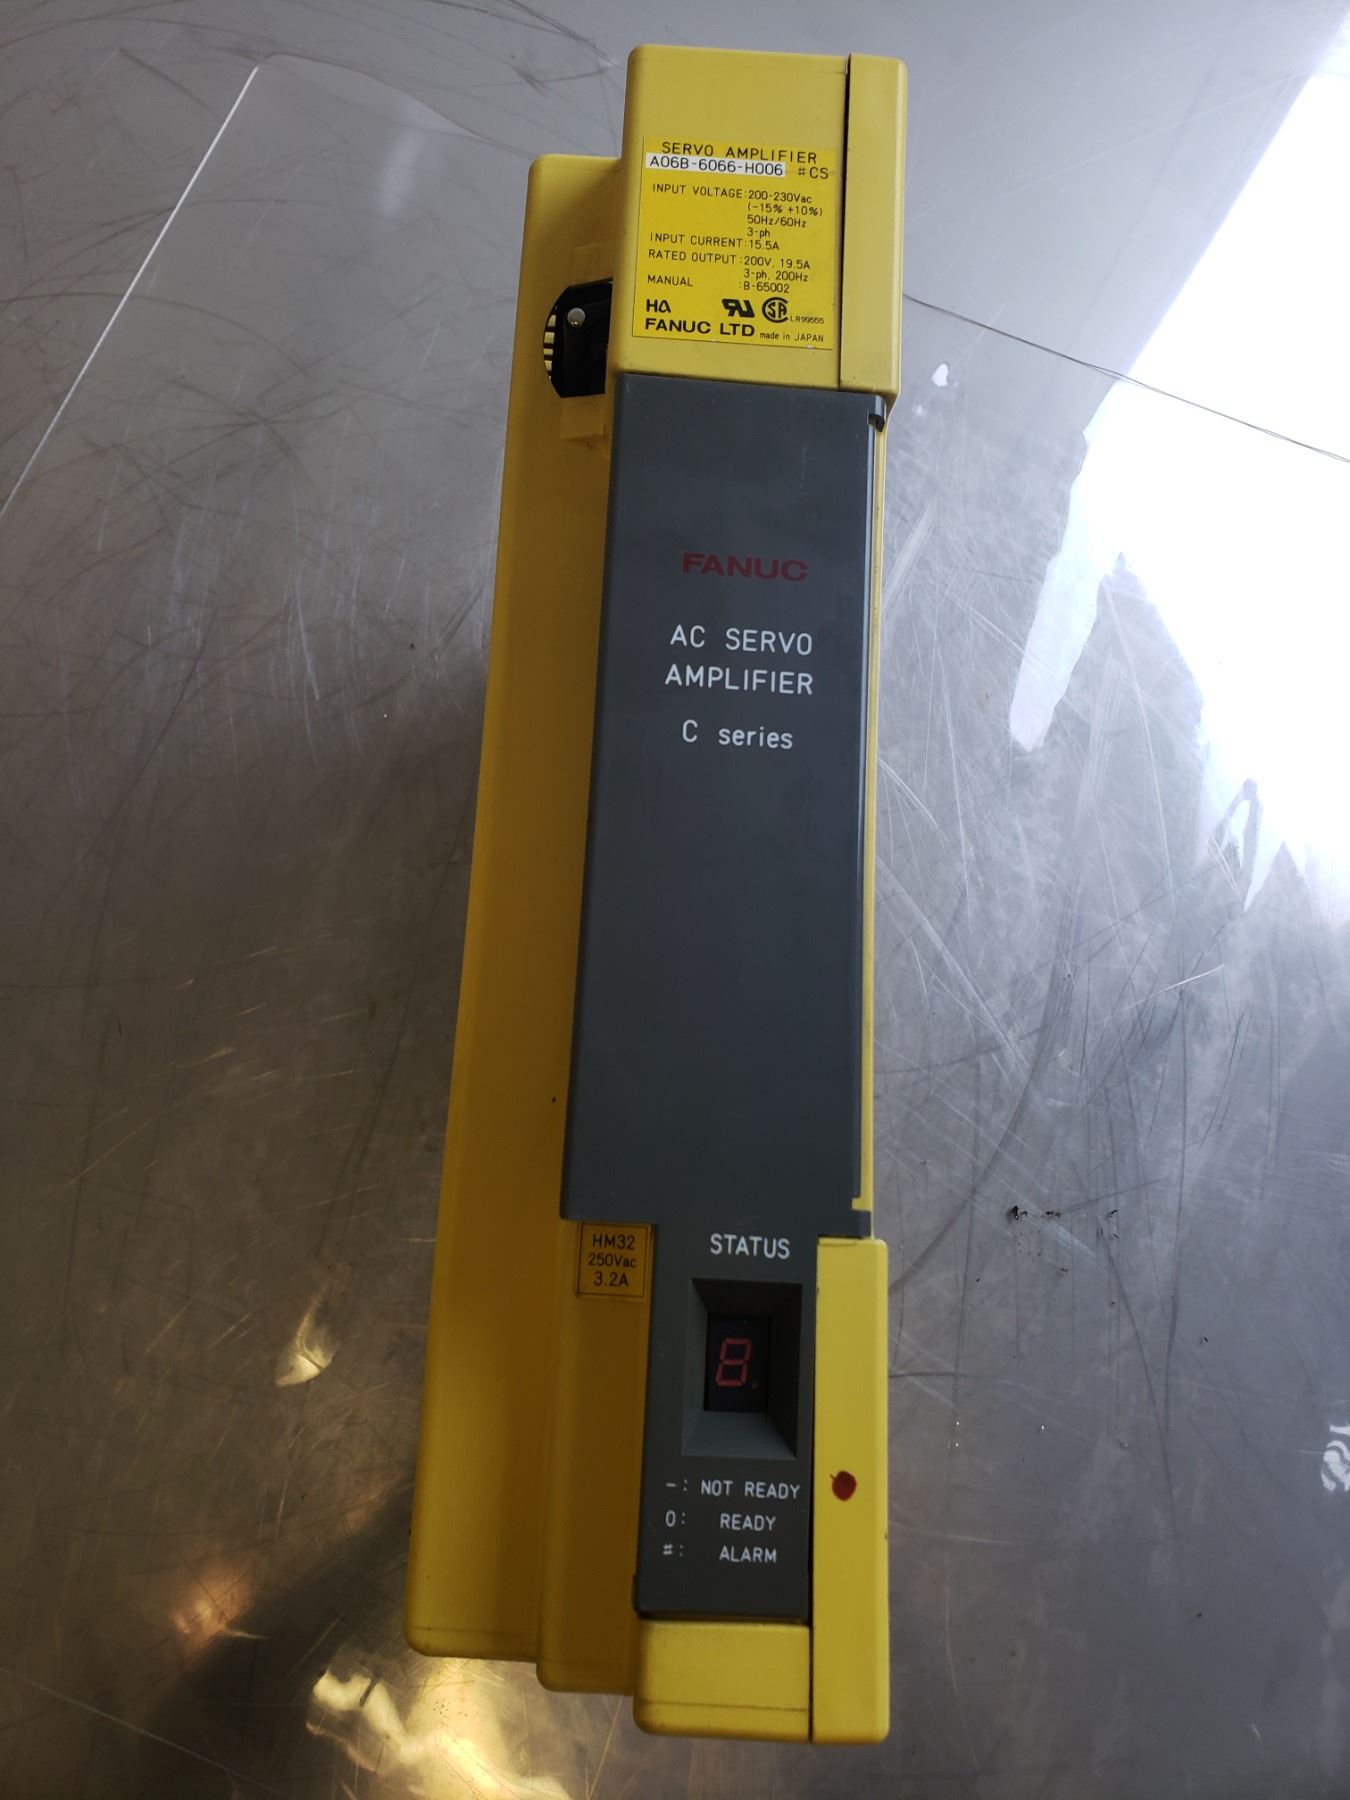 SERVO AMPLIFIER
A06B-6066-H006 #CS
INPUT VOLTAGE:200-230Vac
(-15% +10%)
50Hz/60Hz
3-ph
INPUT CURRENT:15.5A
RATED OUTPUT:200V, 19.5A
3-ph, 200Hz
MANUAL :B-65002
LR99555
FANUC LTD made in JAPAN
FANUC
AC SERVO
AMPLIFIER
C series
HM32
250Vac
3.2A
STATUS
8.
-: NOT READY
0: READY
#: ALARM